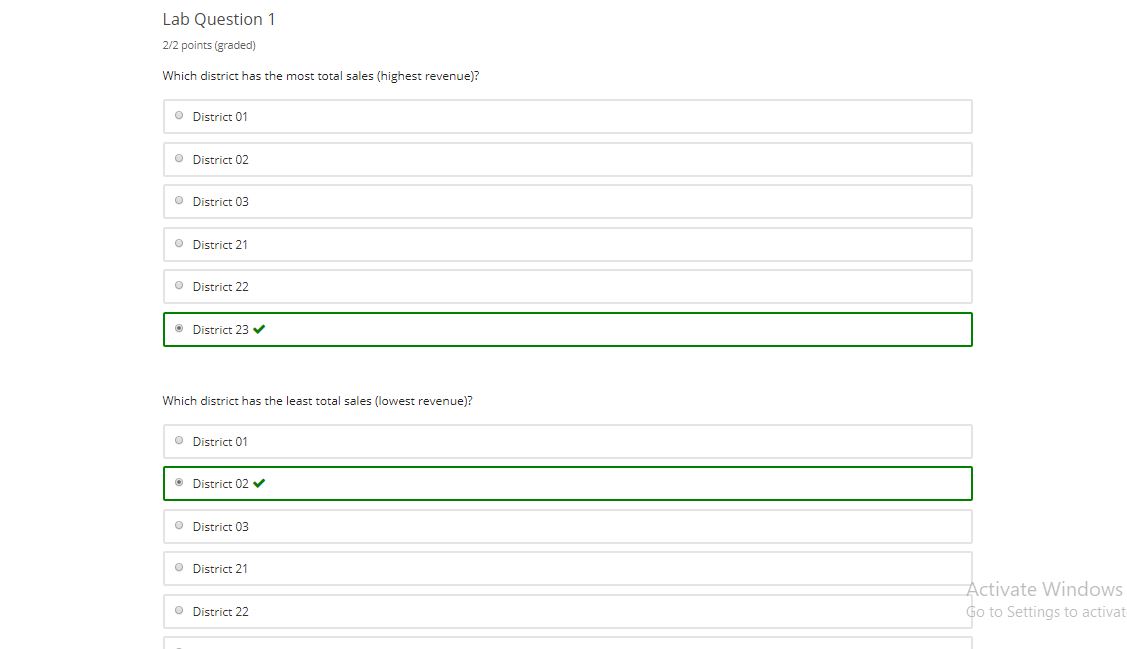 Lab Question 1
2/2 points (graded)
Which district has the most total sales (highest revenue)?
District 01
District 02
District 03
District 21
District 22
District 23
Which district has the least total sales (lowest revenue)?
District 01
District 02
District 03
District 21
District 22
Activate Windows
Go to Settings to activat